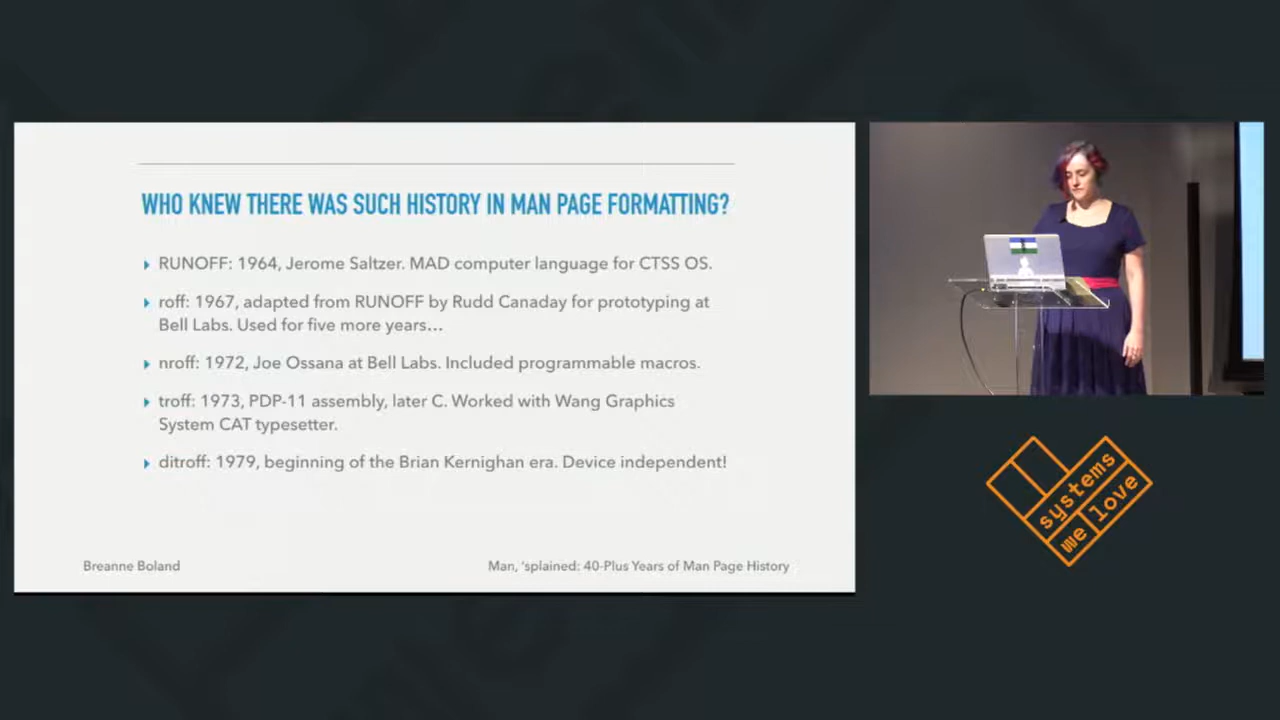 WHO KNEW THERE WAS SUCH HISTORY IN MAN PAGE FORMATTING?
RUNOFF: 1964, Jerome Saltzer. MAD computer language for CTSS OS.
roff: 1967, adapted from RUNOFF by Rudd Canaday for prototyping at
Bell Labs. Used for five more years…
nroff: 1972, Joe Ossana at Bell Labs. Included programmable macros.
troff: 1973, PDP-11 assembly, later C. Worked with Wang Graphics
System CAT typesetter.
ditroff: 1979, beginning of the Brian Kernighan era. Device independent!
Breanne Boland
Man, ‘splained: 40-Plus Years of Man Page History
systems
we love